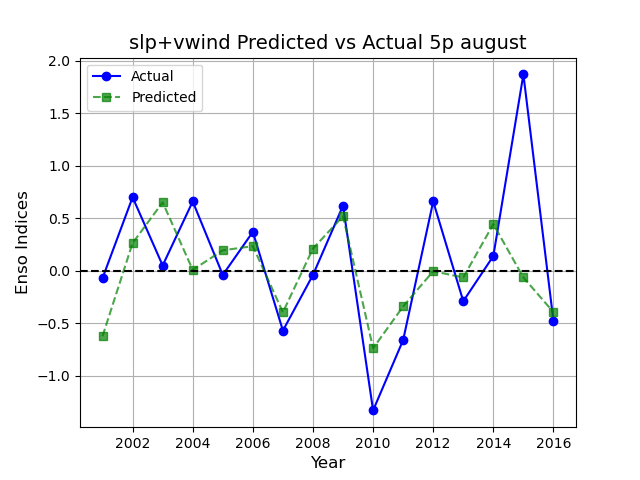 slp+vwind Predicted vs Actual 5p august
Actual
Predicted
Enso Indices
2.0
1.5
1.0
0.5
0.0
−0.5
−1.0
2002 2004 2006 2008 2010 2012 2014 2016
Year